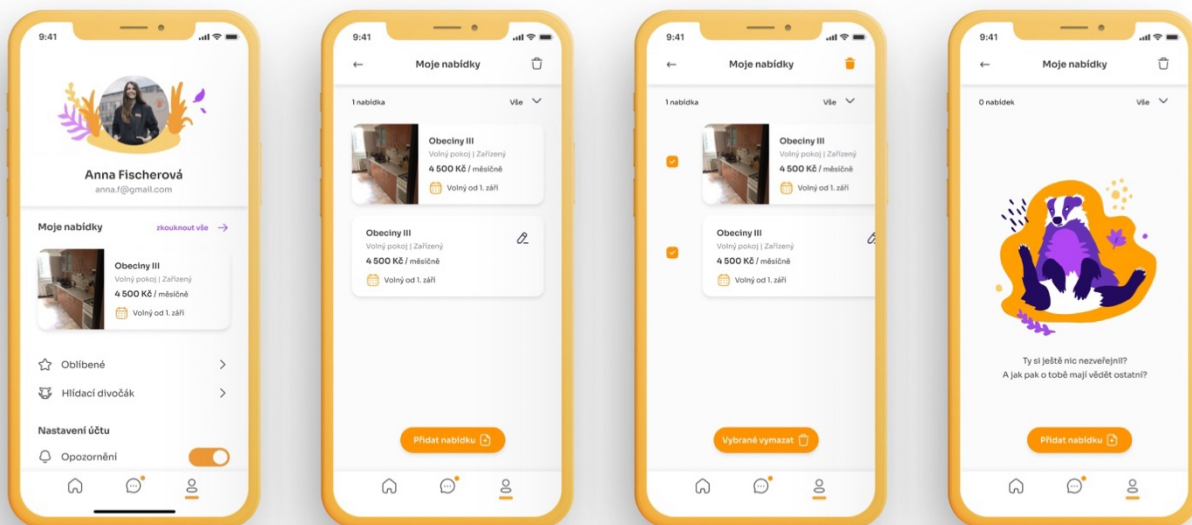 9:41
Anna Fischerová
anna.f@gmail.com
Moje nabídky
zkouknout vše
Obeciny III
Volný pokoj | Zařízený
4 500 Kč / měsíčně
Volný od 1. září
Oblíbené
Hlídací divočák
Nastavení účtu
Opozornění
9:41
Moje nabídky
1 nabídka
Vše
Obeciny III
Volný pokoj | Zařízený
4 500 Kč / měsíčně
Volný od 1. září
Obeciny III
Volný pokoj | Zařízený
4 500 Kč / měsíčně
Volný od 1. září
Přidat nabídku
9:41
Moje nabídky
1 nabídka
Vše
Obeciny III
Volný pokoj | Zařízený
4 500 Kč / měsíčně
Volný od 1. září
Obeciny III
Volný pokoj | Zařízený
4 500 Kč / měsíčně
Volný od 1. září
Vybrané vymazat
9:41
Moje nabídky
0 nabídek
Vše
Ty si ještě nic nezveřejnil?
A jak pak o tobě mají vědět ostatní?
Přidat nabídku